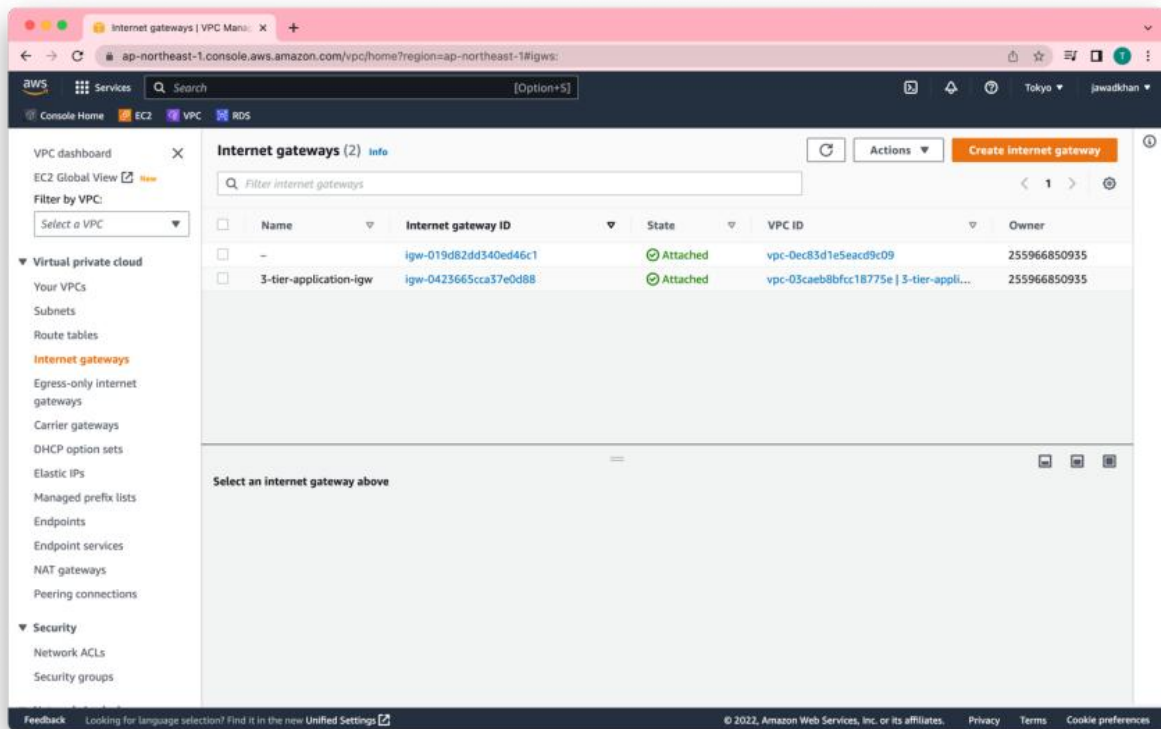 Internet gateways | VPC Mana
ap-northeast-1.console.aws.amazon.com/vpc/home?region=ap-northeast-1#igws:
T
aws Services Search [Option+S] Tokyo jawadkhan
Console Home EC2 VPC RDS
VPC dashboard
EC2 Global View New
Filter by VPC:
Select a VPC
Virtual private cloud
Your VPCs
Subnets
Route tables
Internet gateways
Egress-only internet
gateways
Carrier gateways
DHCP option sets
Elastic IPs
Managed prefix lists
Endpoints
Endpoint services
NAT gateways
Peering connections
Security
Network ACLs
Security groups
Internet gateways (2) Info Actions Create internet gateway
Filter internet gateways 1
Name Internet gateway ID State VPC ID Owner
– igw-019d82dd340ed46c1 Attached vpc-0ec83d1e5eacd9c09 255966850935
3-tier-application-igw igw-0423665cca37e0d88 Attached vpc-03caeb8bfcc18775e | 3-tier-appli... 255966850935
Select an internet gateway above
Feedback Looking for language selection? Find it in the new Unified Settings © 2022, Amazon Web Services, Inc. or its affiliates. Privacy Terms Cookie preferences